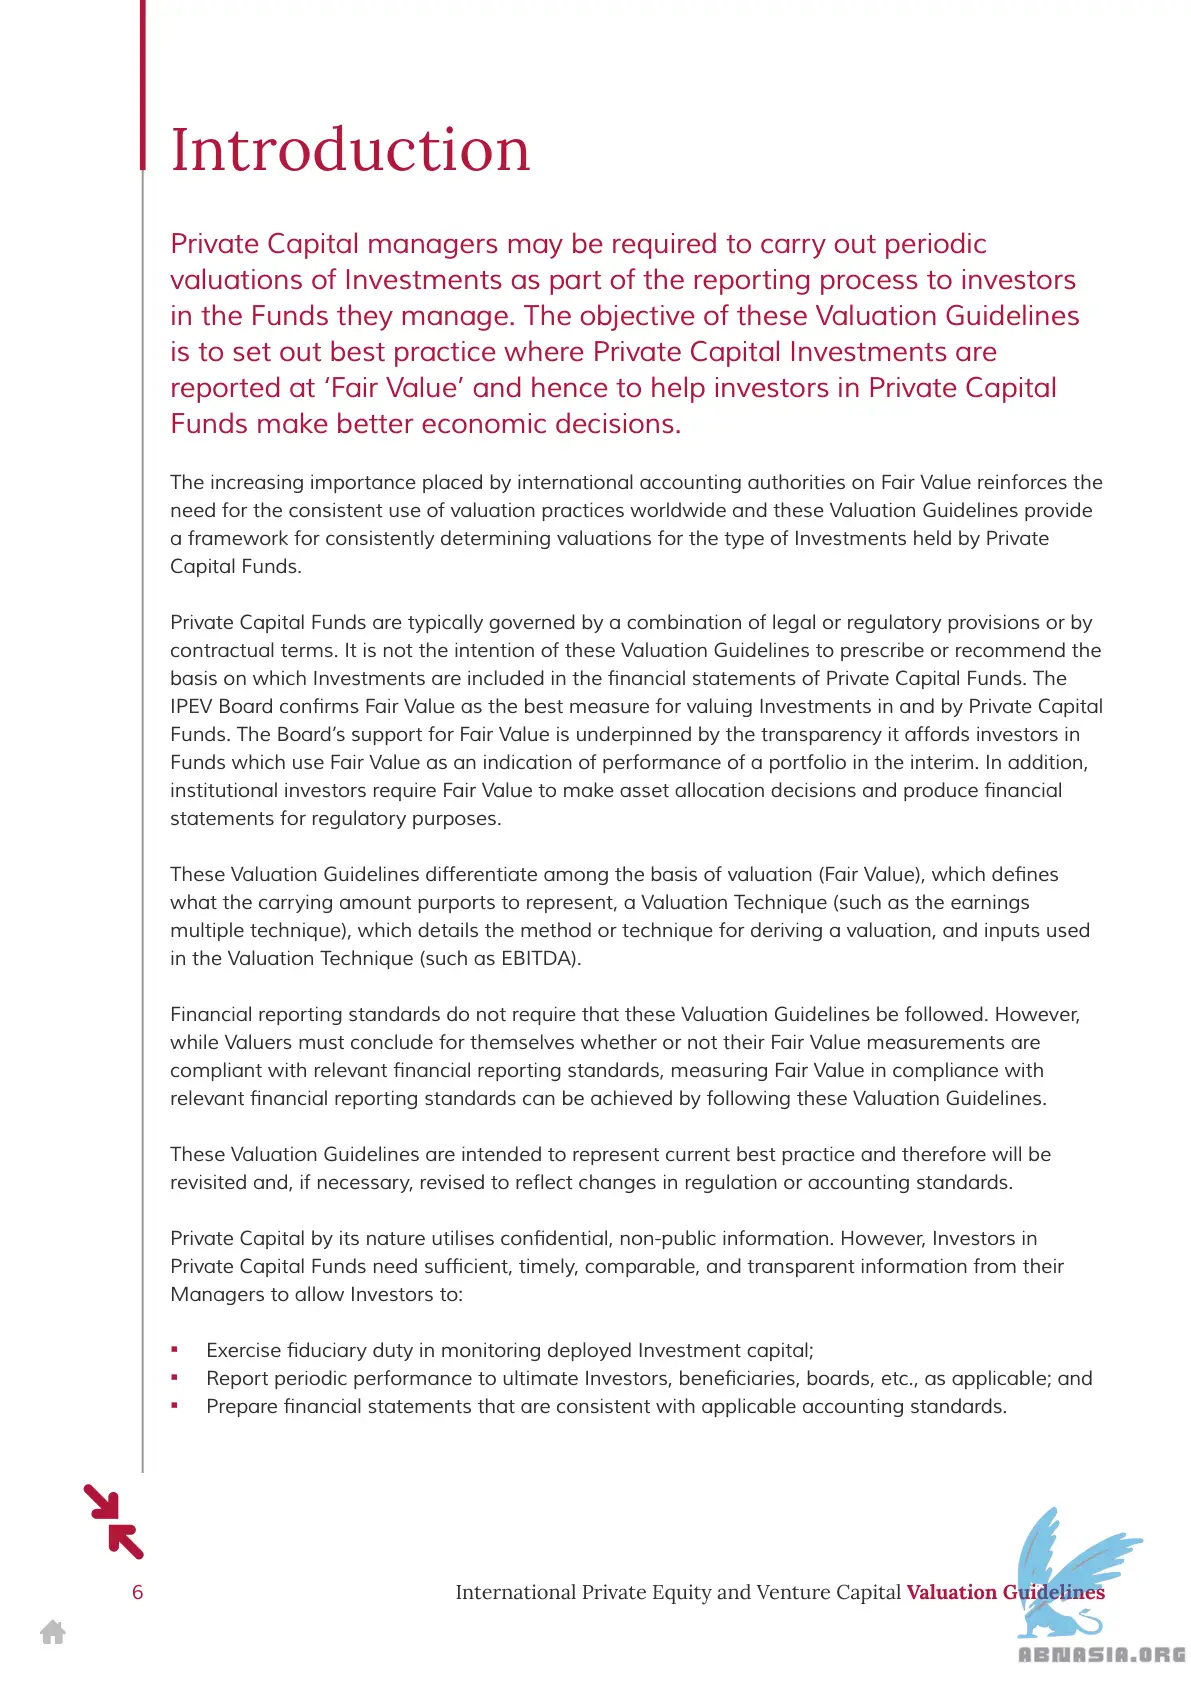 Introduction
Private Capital managers may be required to carry out periodic
valuations of Investments as part of the reporting process to investors
in the Funds they manage. The objective of these Valuation Guidelines
is to set out best practice where Private Capital Investments are
reported at ‘Fair Value’ and hence to help investors in Private Capital
Funds make better economic decisions.
The increasing importance placed by international accounting authorities on Fair Value reinforces the
need for the consistent use of valuation practices worldwide and these Valuation Guidelines provide
a framework for consistently determining valuations for the type of Investments held by Private
Capital Funds.
Private Capital Funds are typically governed by a combination of legal or regulatory provisions or by
contractual terms. It is not the intention of these Valuation Guidelines to prescribe or recommend the
basis on which Investments are included in the financial statements of Private Capital Funds. The
IPEV Board confirms Fair Value as the best measure for valuing Investments in and by Private Capital
Funds. The Board’s support for Fair Value is underpinned by the transparency it affords investors in
Funds which use Fair Value as an indication of performance of a portfolio in the interim. In addition,
institutional investors require Fair Value to make asset allocation decisions and produce financial
statements for regulatory purposes.
These Valuation Guidelines differentiate among the basis of valuation (Fair Value), which defines
what the carrying amount purports to represent, a Valuation Technique (such as the earnings
multiple technique), which details the method or technique for deriving a valuation, and inputs used
in the Valuation Technique (such as EBITDA).
Financial reporting standards do not require that these Valuation Guidelines be followed. However,
while Valuers must conclude for themselves whether or not their Fair Value measurements are
compliant with relevant financial reporting standards, measuring Fair Value in compliance with
relevant financial reporting standards can be achieved by following these Valuation Guidelines.
These Valuation Guidelines are intended to represent current best practice and therefore will be
revisited and, if necessary, revised to reflect changes in regulation or accounting standards.
Private Capital by its nature utilises confidential, non-public information. However, Investors in
Private Capital Funds need sufficient, timely, comparable, and transparent information from their
Managers to allow Investors to:
▪ Exercise fiduciary duty in monitoring deployed Investment capital;
▪ Report periodic performance to ultimate Investors, beneficiaries, boards, etc., as applicable; and
▪ Prepare financial statements that are consistent with applicable accounting standards.
6
International Private Equity and Venture Capital Valuation Guidelines
ABNASIA.ORG